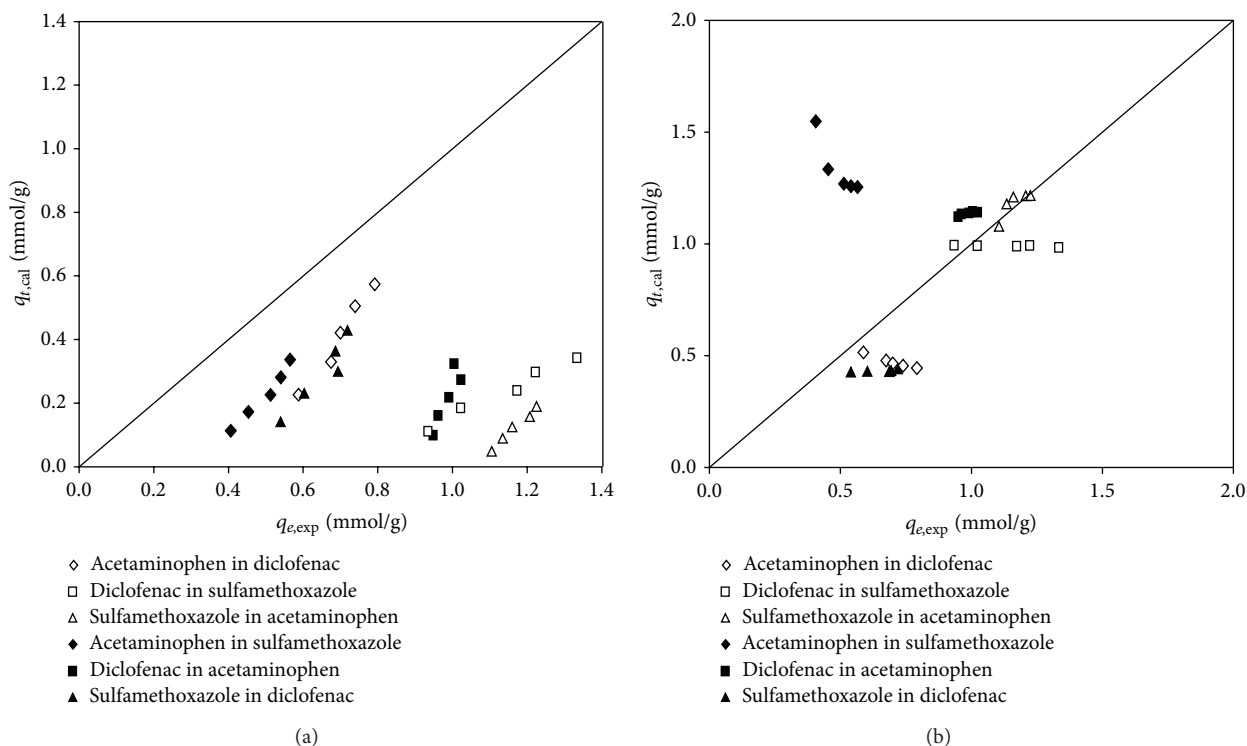 1.4
1.2
1.0
0.8
0.6
0.4
0.2
0.0
0.0 0.2 0.4 0.6 0.8 1.0 1.2 1.4
qt,cal (mmol/g)
qe,exp (mmol/g)
Acetaminophen in diclofenac
Diclofenac in sulfamethoxazole
Sulfamethoxazole in acetaminophen
Acetaminophen in sulfamethoxazole
Diclofenac in acetaminophen
Sulfamethoxazole in diclofenac
(a)
2.0
1.5
1.0
0.5
0.0
0.0 0.5 1.0 1.5 2.0
qt,cal (mmol/g)
qe,exp (mmol/g)
Acetaminophen in diclofenac
Diclofenac in sulfamethoxazole
Sulfamethoxazole in acetaminophen
Acetaminophen in sulfamethoxazole
Diclofenac in acetaminophen
Sulfamethoxazole in diclofenac
(b)